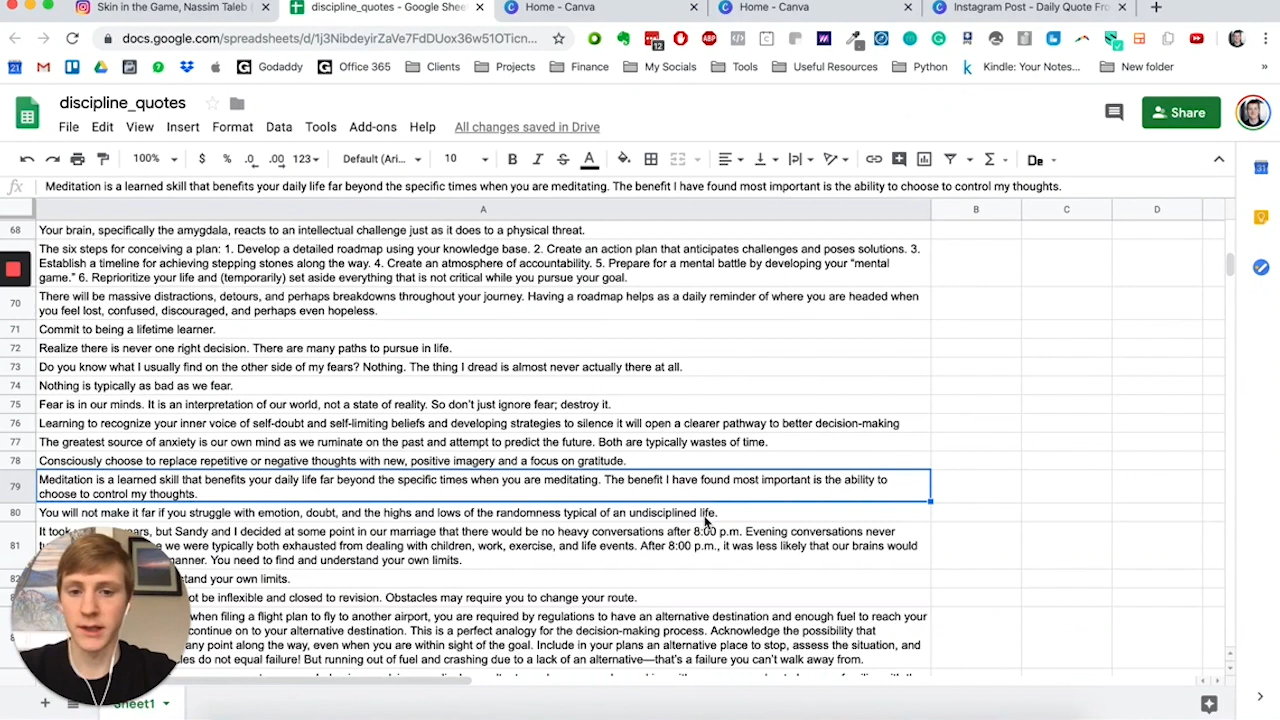 Skin in the Game, Nassim Taleb (
discipline_quotes - Google Shee
Home - Canva
Home - Canva
Instagram Post - Daily Quote Fro
docs.google.com/spreadsheets/d/1j3NibdeyirZaVe7FdDUox36w51OTicn...
12
ABP
31
Godaddy
Office 365
Clients
Projects
Finance
My Socials
Tools
Useful Resources
Python
Kindle: Your Notes...
New folder
»
discipline_quotes
Share
File
Edit
View
Insert
Format
Data
Tools
Add-ons
Help
All changes saved in Drive
100%
$
%
.0
.00
123
Default (Ari...
10
B
I
S
A
De
fx
Meditation is a learned skill that benefits your daily life far beyond the specific times when you are meditating. The benefit I have found most important is the ability to choose to control my thoughts.
A
B
C
D
68
Your brain, specifically the amygdala, reacts to an intellectual challenge just as it does to a physical threat.
The six steps for conceiving a plan: 1. Develop a detailed roadmap using your knowledge base. 2. Create an action plan that anticipates challenges and poses solutions. 3.
Establish a timeline for achieving stepping stones along the way. 4. Create an atmosphere of accountability. 5. Prepare for a mental battle by developing your “mental
game.” 6. Reprioritize your life and (temporarily) set aside everything that is not critical while you pursue your goal.
70
There will be massive distractions, detours, and perhaps breakdowns throughout your journey. Having a roadmap helps as a daily reminder of where you are headed when
you feel lost, confused, discouraged, and perhaps even hopeless.
71
Commit to being a lifetime learner.
72
Realize there is never one right decision. There are many paths to pursue in life.
73
Do you know what I usually find on the other side of my fears? Nothing. The thing I dread is almost never actually there at all.
74
Nothing is typically as bad as we fear.
75
Fear is in our minds. It is an interpretation of our world, not a state of reality. So don’t just ignore fear; destroy it.
76
Learning to recognize your inner voice of self-doubt and self-limiting beliefs and developing strategies to silence it will open a clearer pathway to better decision-making
77
The greatest source of anxiety is our own mind as we ruminate on the past and attempt to predict the future. Both are typically wastes of time.
78
Consciously choose to replace repetitive or negative thoughts with new, positive imagery and a focus on gratitude.
79
Meditation is a learned skill that benefits your daily life far beyond the specific times when you are meditating. The benefit I have found most important is the ability to
choose to control my thoughts.
80
You will not make it far if you struggle with emotion, doubt, and the highs and lows of the randomness typical of an undisciplined life.
81
It took ears, but Sandy and I decided at some point in our marriage that there would be no heavy conversations after 8:00 p.m. Evening conversations never
we were typically both exhausted from dealing with children, work, exercise, and life events. After 8:00 p.m., it was less likely that our brains would
manner. You need to find and understand your own limits.
82
stand your own limits.
not be inflexible and closed to revision. Obstacles may require you to change your route.
when filing a flight plan to fly to another airport, you are required by regulations to have an alternative destination and enough fuel to reach your
continue on to your alternative destination. This is a perfect analogy for the decision-making process. Acknowledge the possibility that
any point along the way, even when you are within sight of the goal. Include in your plans an alternative place to stop, assess the situation, and
les do not equal failure! But running out of fuel and crashing due to a lack of an alternative—that’s a failure you can’t walk away from.
Sheet1